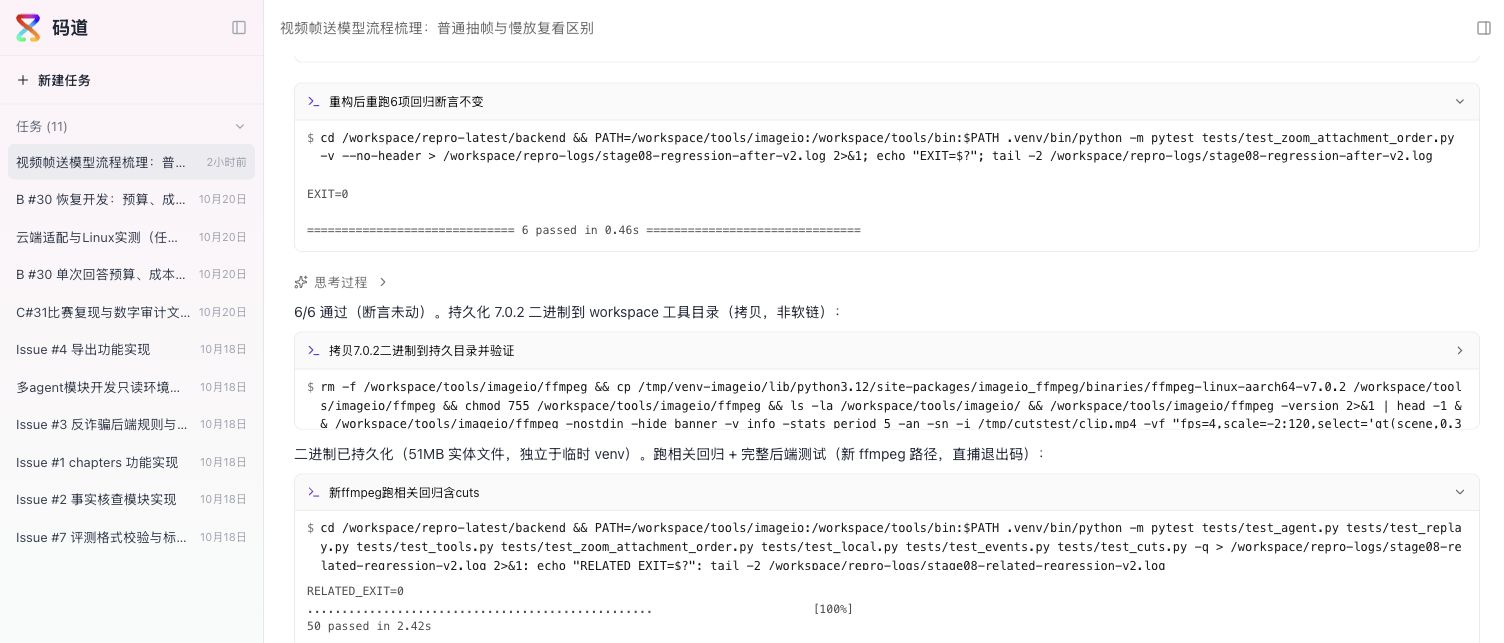 码道
新建任务
任务 (11)
视频帧送模型流程梳理：普... 2小时前
B #30 恢复开发：预算、成... 10月20日
云端适配与Linux实测（任... 10月20日
B #30 单次回答预算、成本... 10月20日
C#31比赛复现与数字审计文... 10月20日
Issue #4 导出功能实现 10月18日
多agent模块开发只读环境... 10月18日
Issue #3 反诈骗后端规则与... 10月18日
Issue #1 chapters 功能实现 10月18日
Issue #2 事实核查模块实现 10月18日
Issue #7 评测格式校验与标... 10月18日
视频帧送模型流程梳理：普通抽帧与慢放复看区别
重构后重跑6项回归断言不变
$ cd /workspace/repro-latest/backend && PATH=/workspace/tools/imageio:/workspace/tools/bin:$PATH .venv/bin/python -m pytest tests/test_zoom_attachment_order.py
-v --no-header > /workspace/repro-logs/stage08-regression-after-v2.log 2>&1; echo "EXIT=$?"; tail -2 /workspace/repro-logs/stage08-regression-after-v2.log
EXIT=0
============================== 6 passed in 0.46s ===============================
思考过程
6/6 通过（断言未动）。持久化 7.0.2 二进制到 workspace 工具目录（拷贝，非软链）：
拷贝7.0.2二进制到持久目录并验证
$ rm -f /workspace/tools/imageio/ffmpeg && cp /tmp/venv-imageio/lib/python3.12/site-packages/imageio_ffmpeg/binaries/ffmpeg-linux-aarch64-v7.0.2 /workspace/tool
s/imageio/ffmpeg && chmod 755 /workspace/tools/imageio/ffmpeg && ls -la /workspace/tools/imageio/ && /workspace/tools/imageio/ffmpeg -version 2>&1 | head -1 &
& /workspace/tools/imageio/ffmpeg -nostdin -hide_banner -v info -stats_period 5 -an -sn -i /tmp/cutstest/clip.mp4 -vf "fps=4,scale=-2:120,select='gt(scene,0.3
二进制已持久化（51MB 实体文件，独立于临时 venv）。跑相关回归 + 完整后端测试（新 ffmpeg 路径，直捕退出码）：
新ffmpeg跑相关回归含cuts
$ cd /workspace/repro-latest/backend && PATH=/workspace/tools/imageio:/workspace/tools/bin:$PATH .venv/bin/python -m pytest tests/test_agent.py tests/test_repla
y.py tests/test_tools.py tests/test_zoom_attachment_order.py tests/test_local.py tests/test_events.py tests/test_cuts.py -q > /workspace/repro-logs/stage08-re
lated-regression-v2.log 2>&1; echo "RELATED_EXIT=$?"; tail -2 /workspace/repro-logs/stage08-related-regression-v2.log
RELATED_EXIT=0
.................................................. [100%]
50 passed in 2.42s